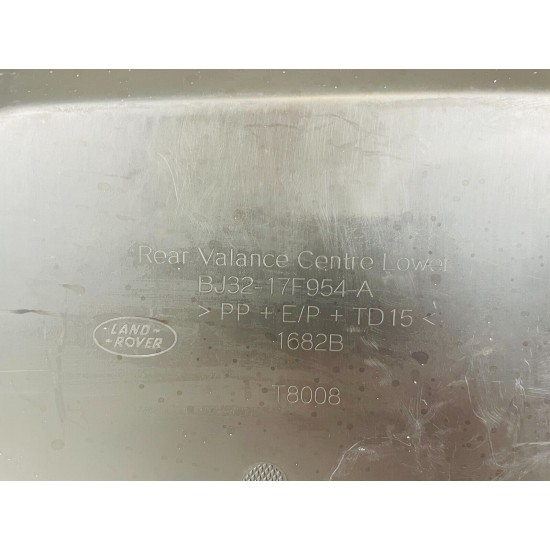 Rear Valance Centre Lower
BJ32-17F954-A
> PP + E/P + TD15 <
LAND-
ROVER
1682B
T8008